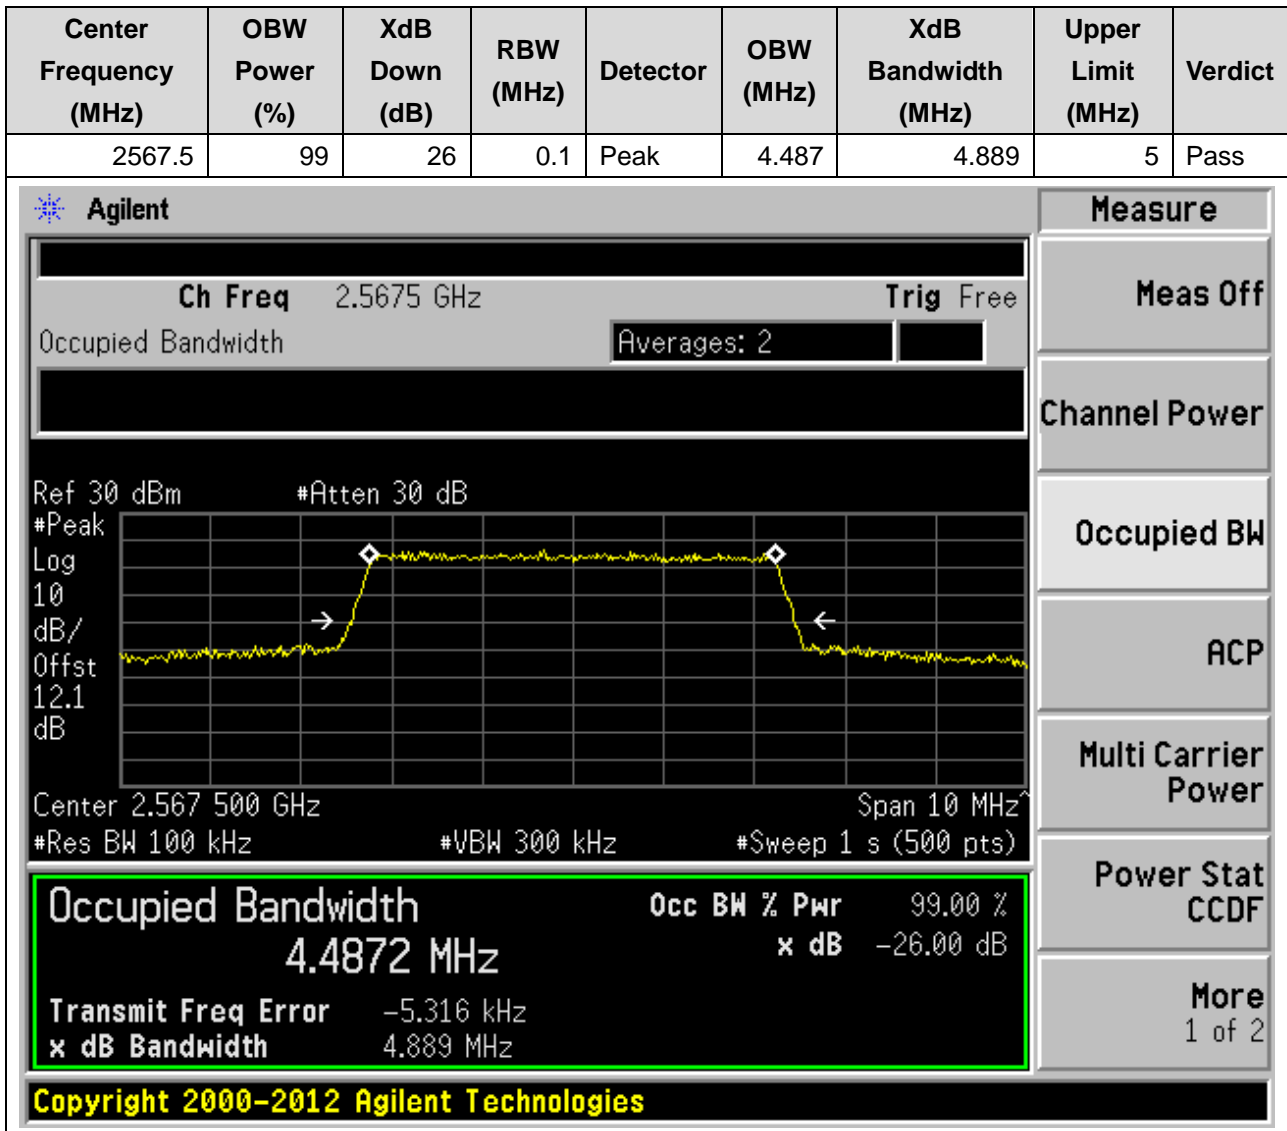 Center Frequency (MHz) OBW Power (%) XdB Down (dB) RBW (MHz) Detector OBW (MHz) XdB Bandwidth (MHz) Upper Limit (MHz) Verdict
2567.5 99 26 0.1 Peak 4.487 4.889 5 Pass
Agilent
Measure
Ch Freq 2.5675 GHz Trig Free
Meas Off
Occupied Bandwidth Averages: 2
Channel Power
Ref 30 dBm #Atten 30 dB
#Peak
Log
10
dB/
Offst
12.1
dB
Occupied BW
ACP
Multi Carrier
Power
Center 2.567 500 GHz Span 10 MHz^
#Res BW 100 kHz #VBW 300 kHz #Sweep 1 s (500 pts)
Power Stat
CCDF
Occupied Bandwidth Occ BW % Pwr 99.00 %
4.4872 MHz x dB -26.00 dB
Transmit Freq Error -5.316 kHz
x dB Bandwidth 4.889 MHz
More
1 of 2
Copyright 2000-2012 Agilent Technologies